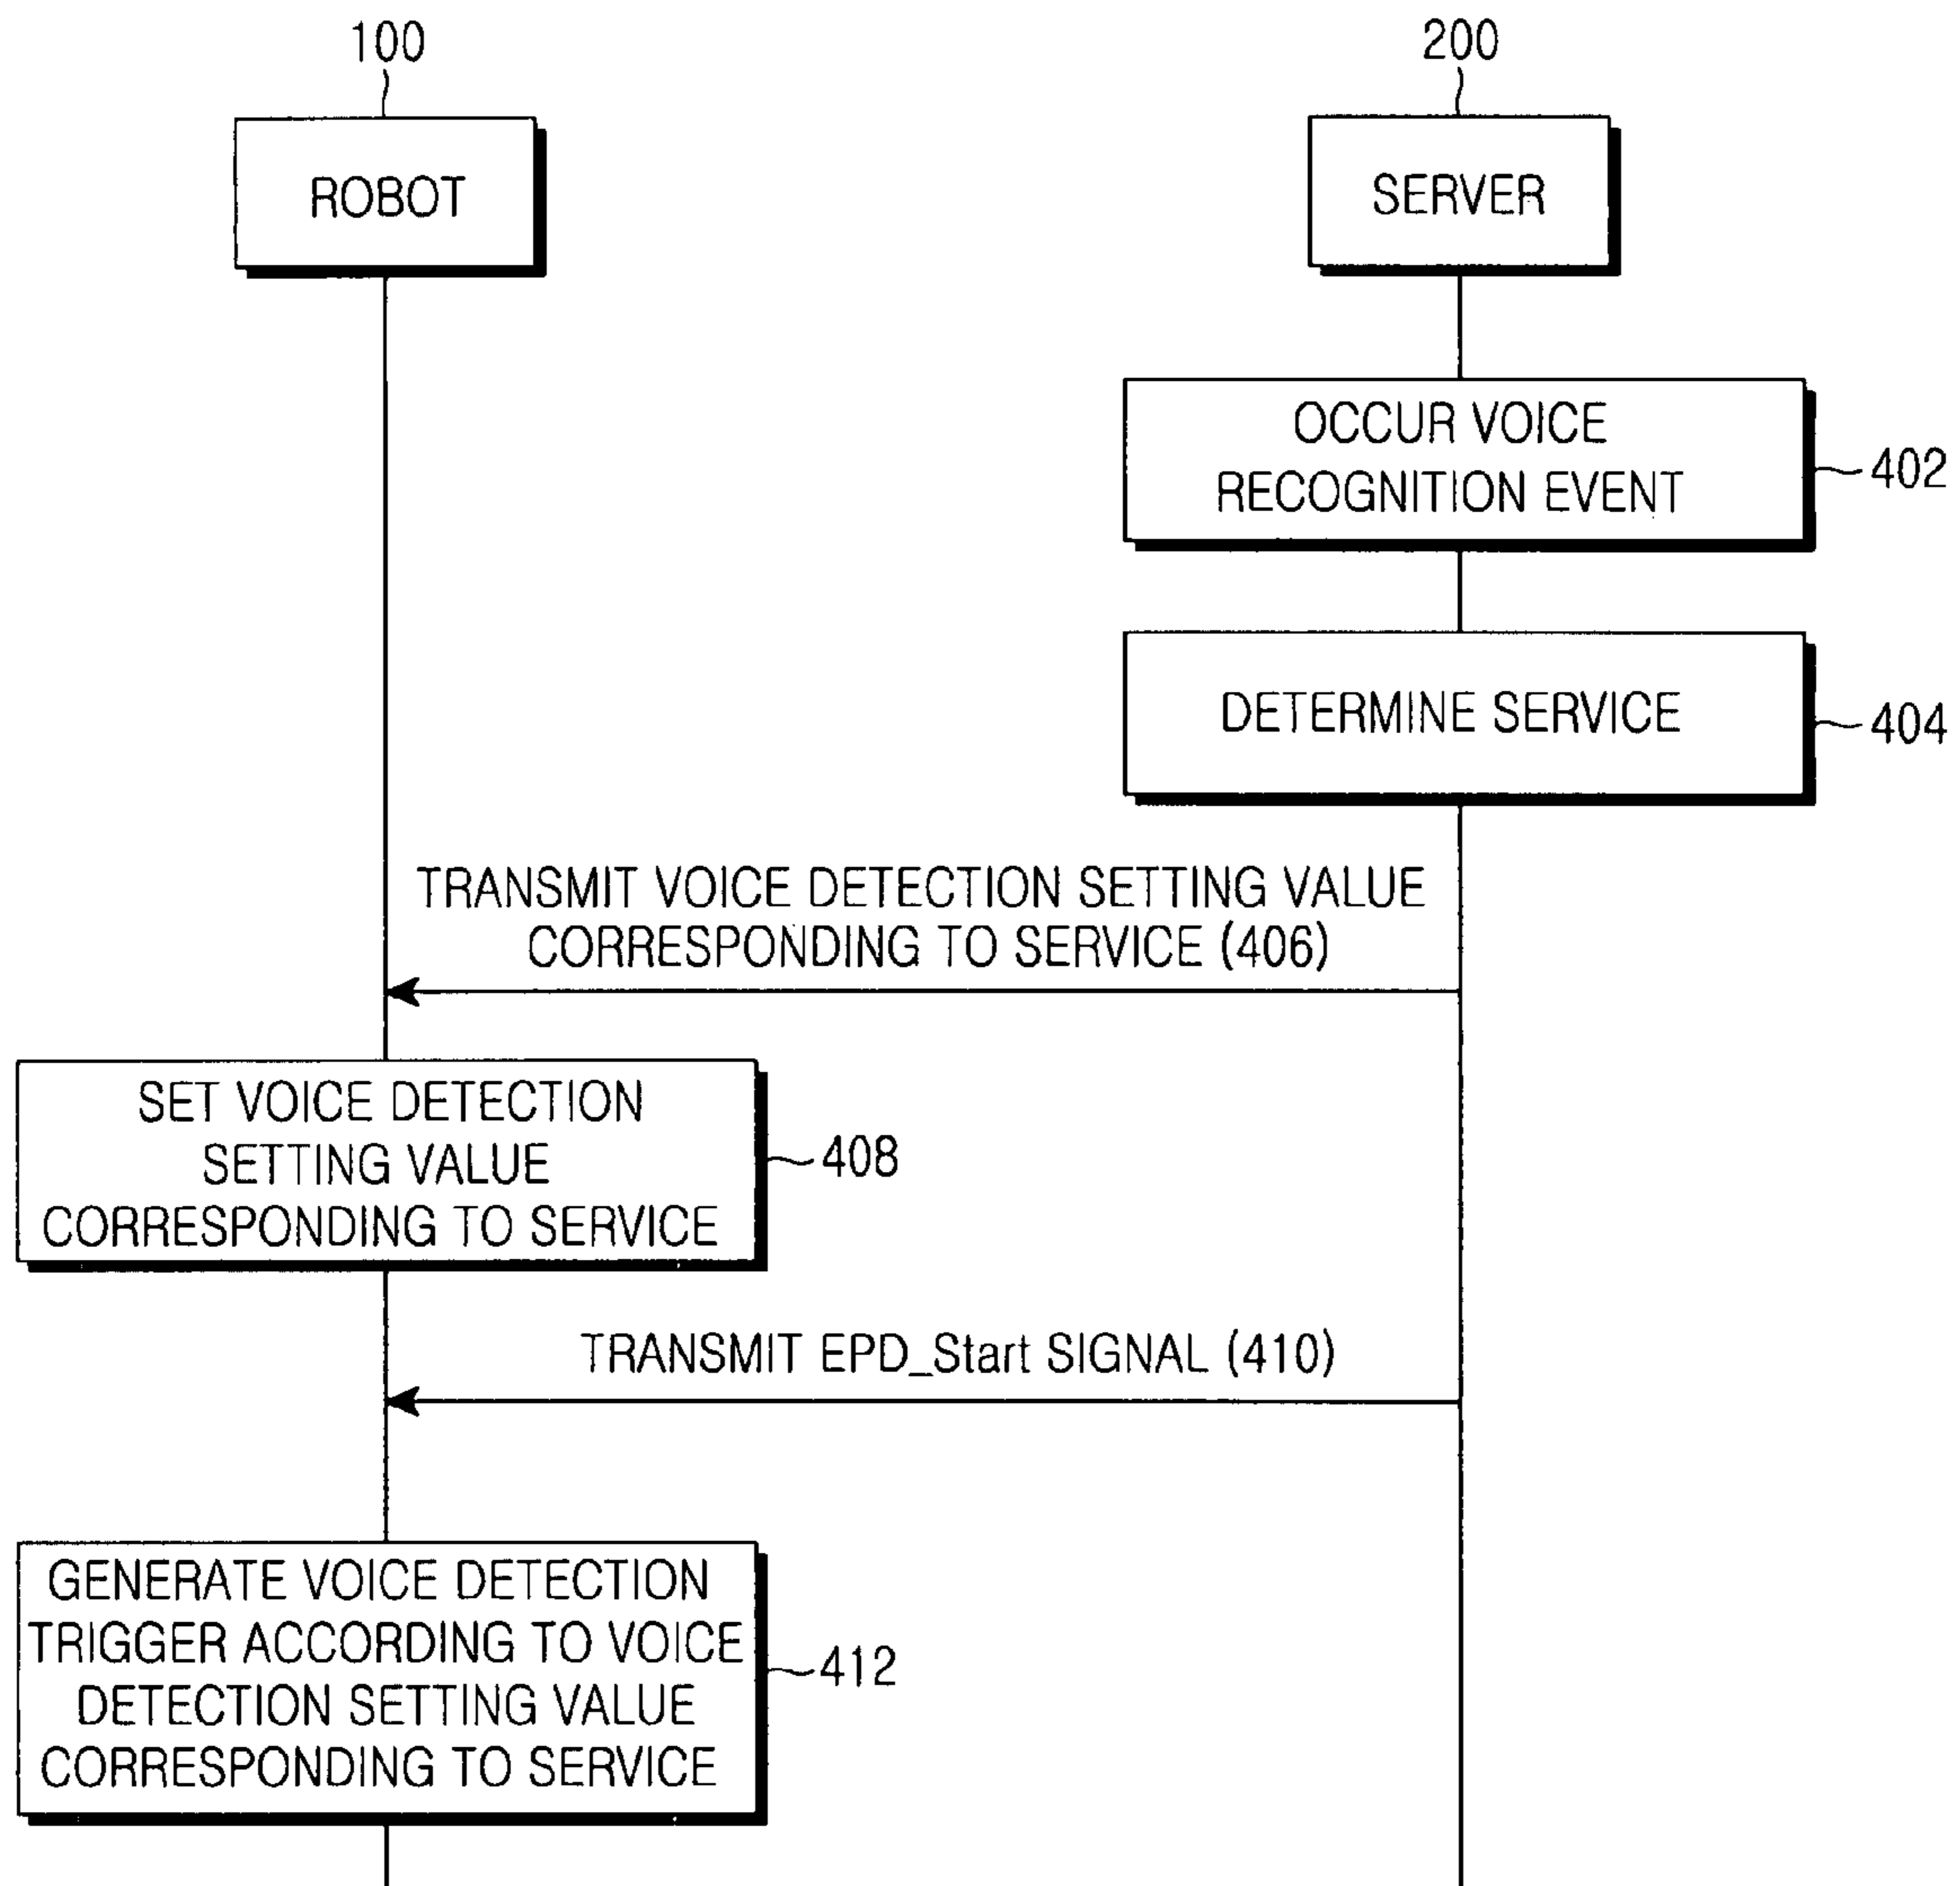 100
200
ROBOT
SERVER
OCCUR VOICE
RECOGNITION EVENT
402
DETERMINE SERVICE
404
TRANSMIT VOICE DETECTION SETTING VALUE
CORRESPONDING TO SERVICE (406)
SET VOICE DETECTION
SETTING VALUE
CORRESPONDING TO SERVICE
408
TRANSMIT EPD_Start SIGNAL (410)
GENERATE VOICE DETECTION
TRIGGER ACCORDING TO VOICE
DETECTION SETTING VALUE
CORRESPONDING TO SERVICE
412